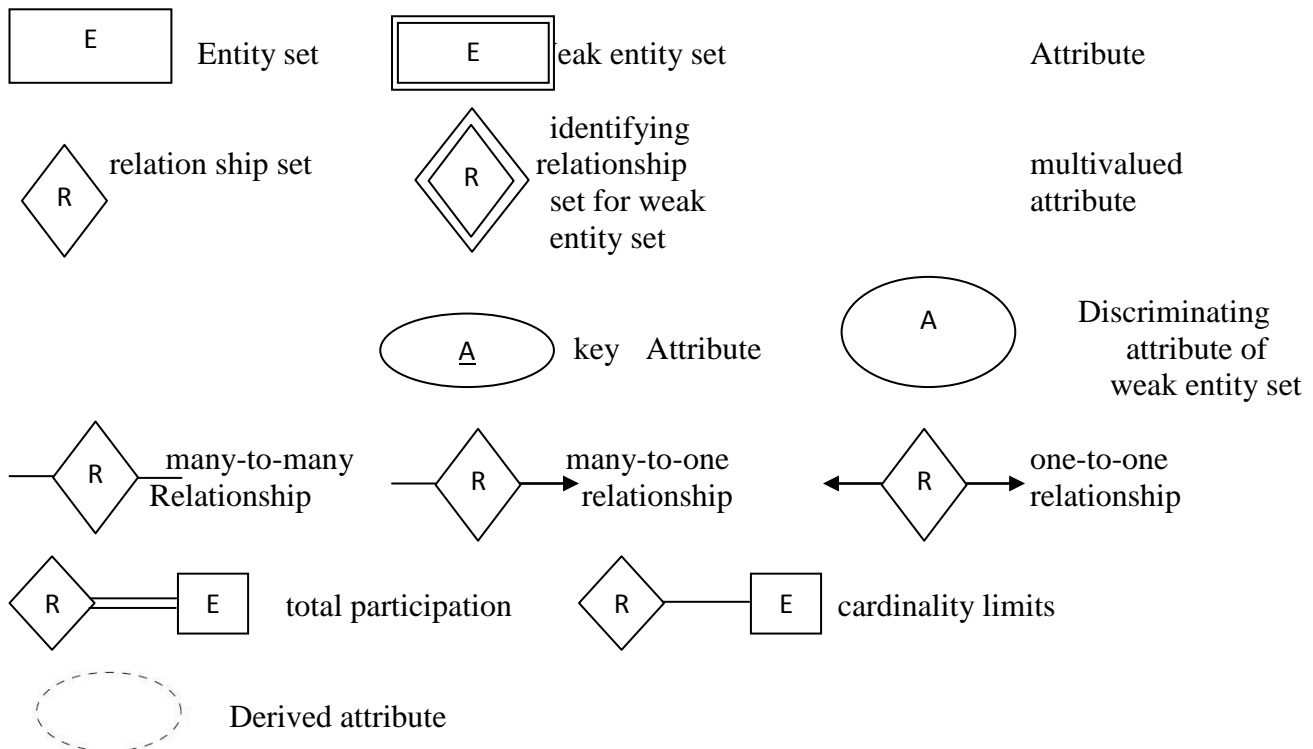 E
Entity set
E
eak entity set
Attribute
R
relation ship set
R
identifying
relationship
set for weak
entity set
multivalued
attribute
A
key Attribute
A
Discriminating
attribute of
weak entity set
R
many-to-many
Relationship
R
many-to-one
relationship
R
one-to-one
relationship
R
E
total participation
R
E
cardinality limits
Derived attribute